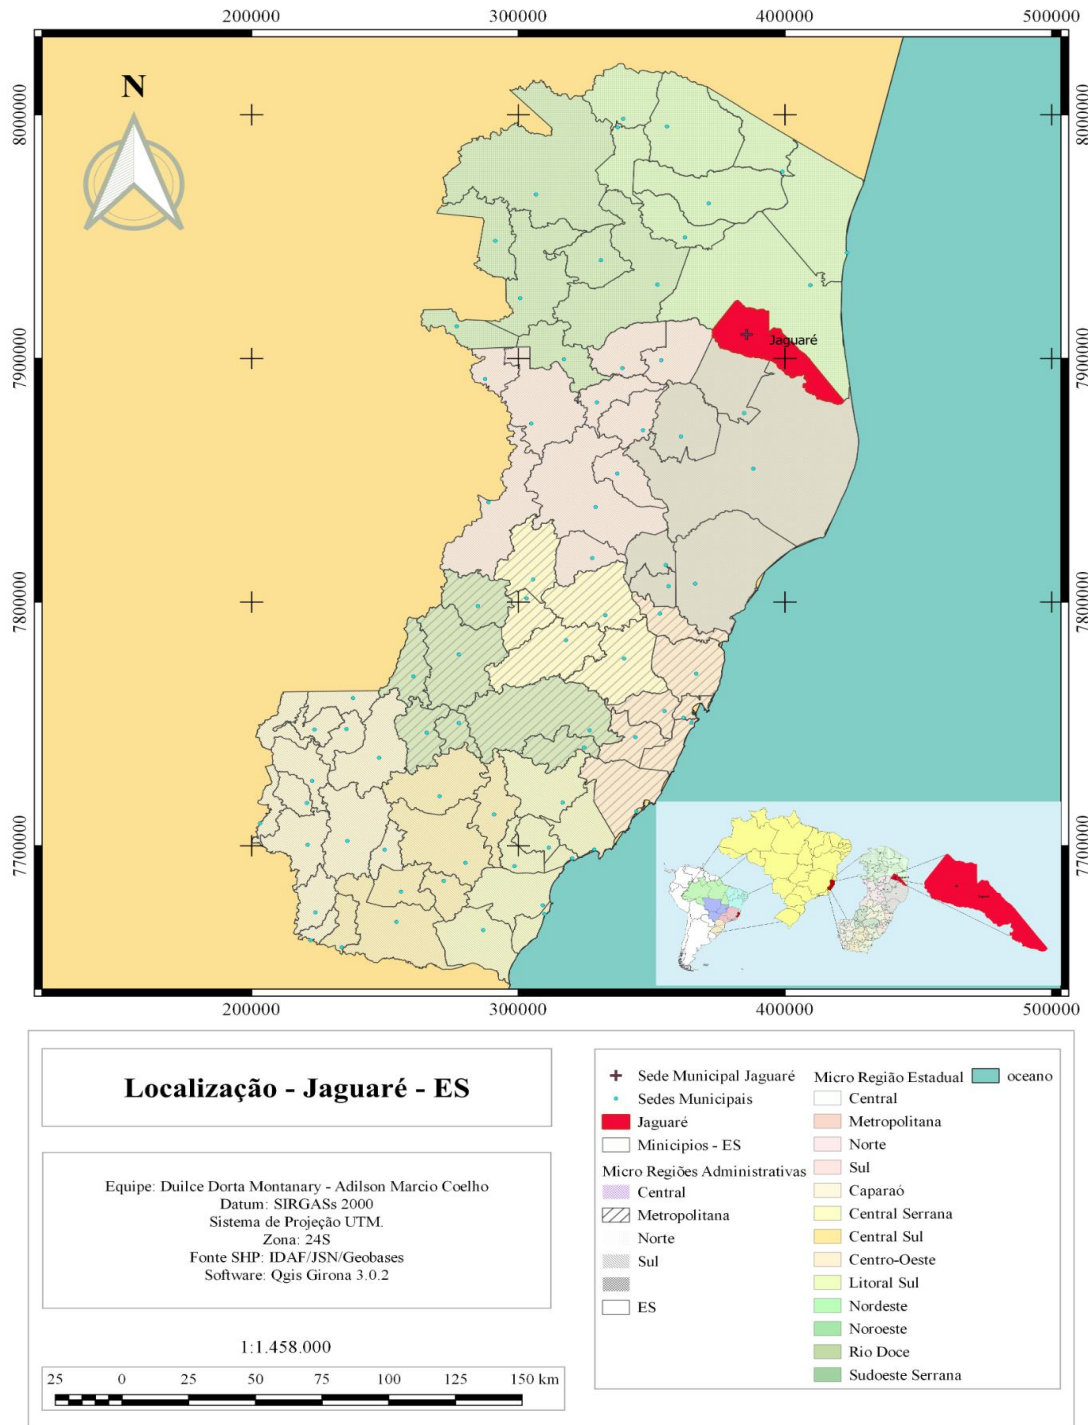 200000 300000 400000 500000
N
8000000 8000000
Jaguaré
7900000 7900000
7800000 7800000
7700000 7700000
200000 300000 400000 500000
Localização - Jaguaré - ES
Equipe: Duilce Dorta Montanary - Adilson Marcio Coelho
Datum: SIRGASs 2000
Sistema de Projeção UTM.
Zona: 24S
Fonte SHP: IDAF/JSN/Geobases
Software: Qgis Girona 3.0.2
1:1.458.000
25 0 25 50 75 100 125 150 km
Sede Municipal Jaguaré
Sedes Municipais
Jaguaré
Minicipios - ES
Micro Regiões Administrativas
Central
Metropolitana
Norte
Sul
ES
Micro Região Estadual
Central
Metropolitana
Norte
Sul
Caparaó
Central Serrana
Central Sul
Centro-Oeste
Litoral Sul
Nordeste
Noroeste
Rio Doce
Sudoeste Serrana
oceano